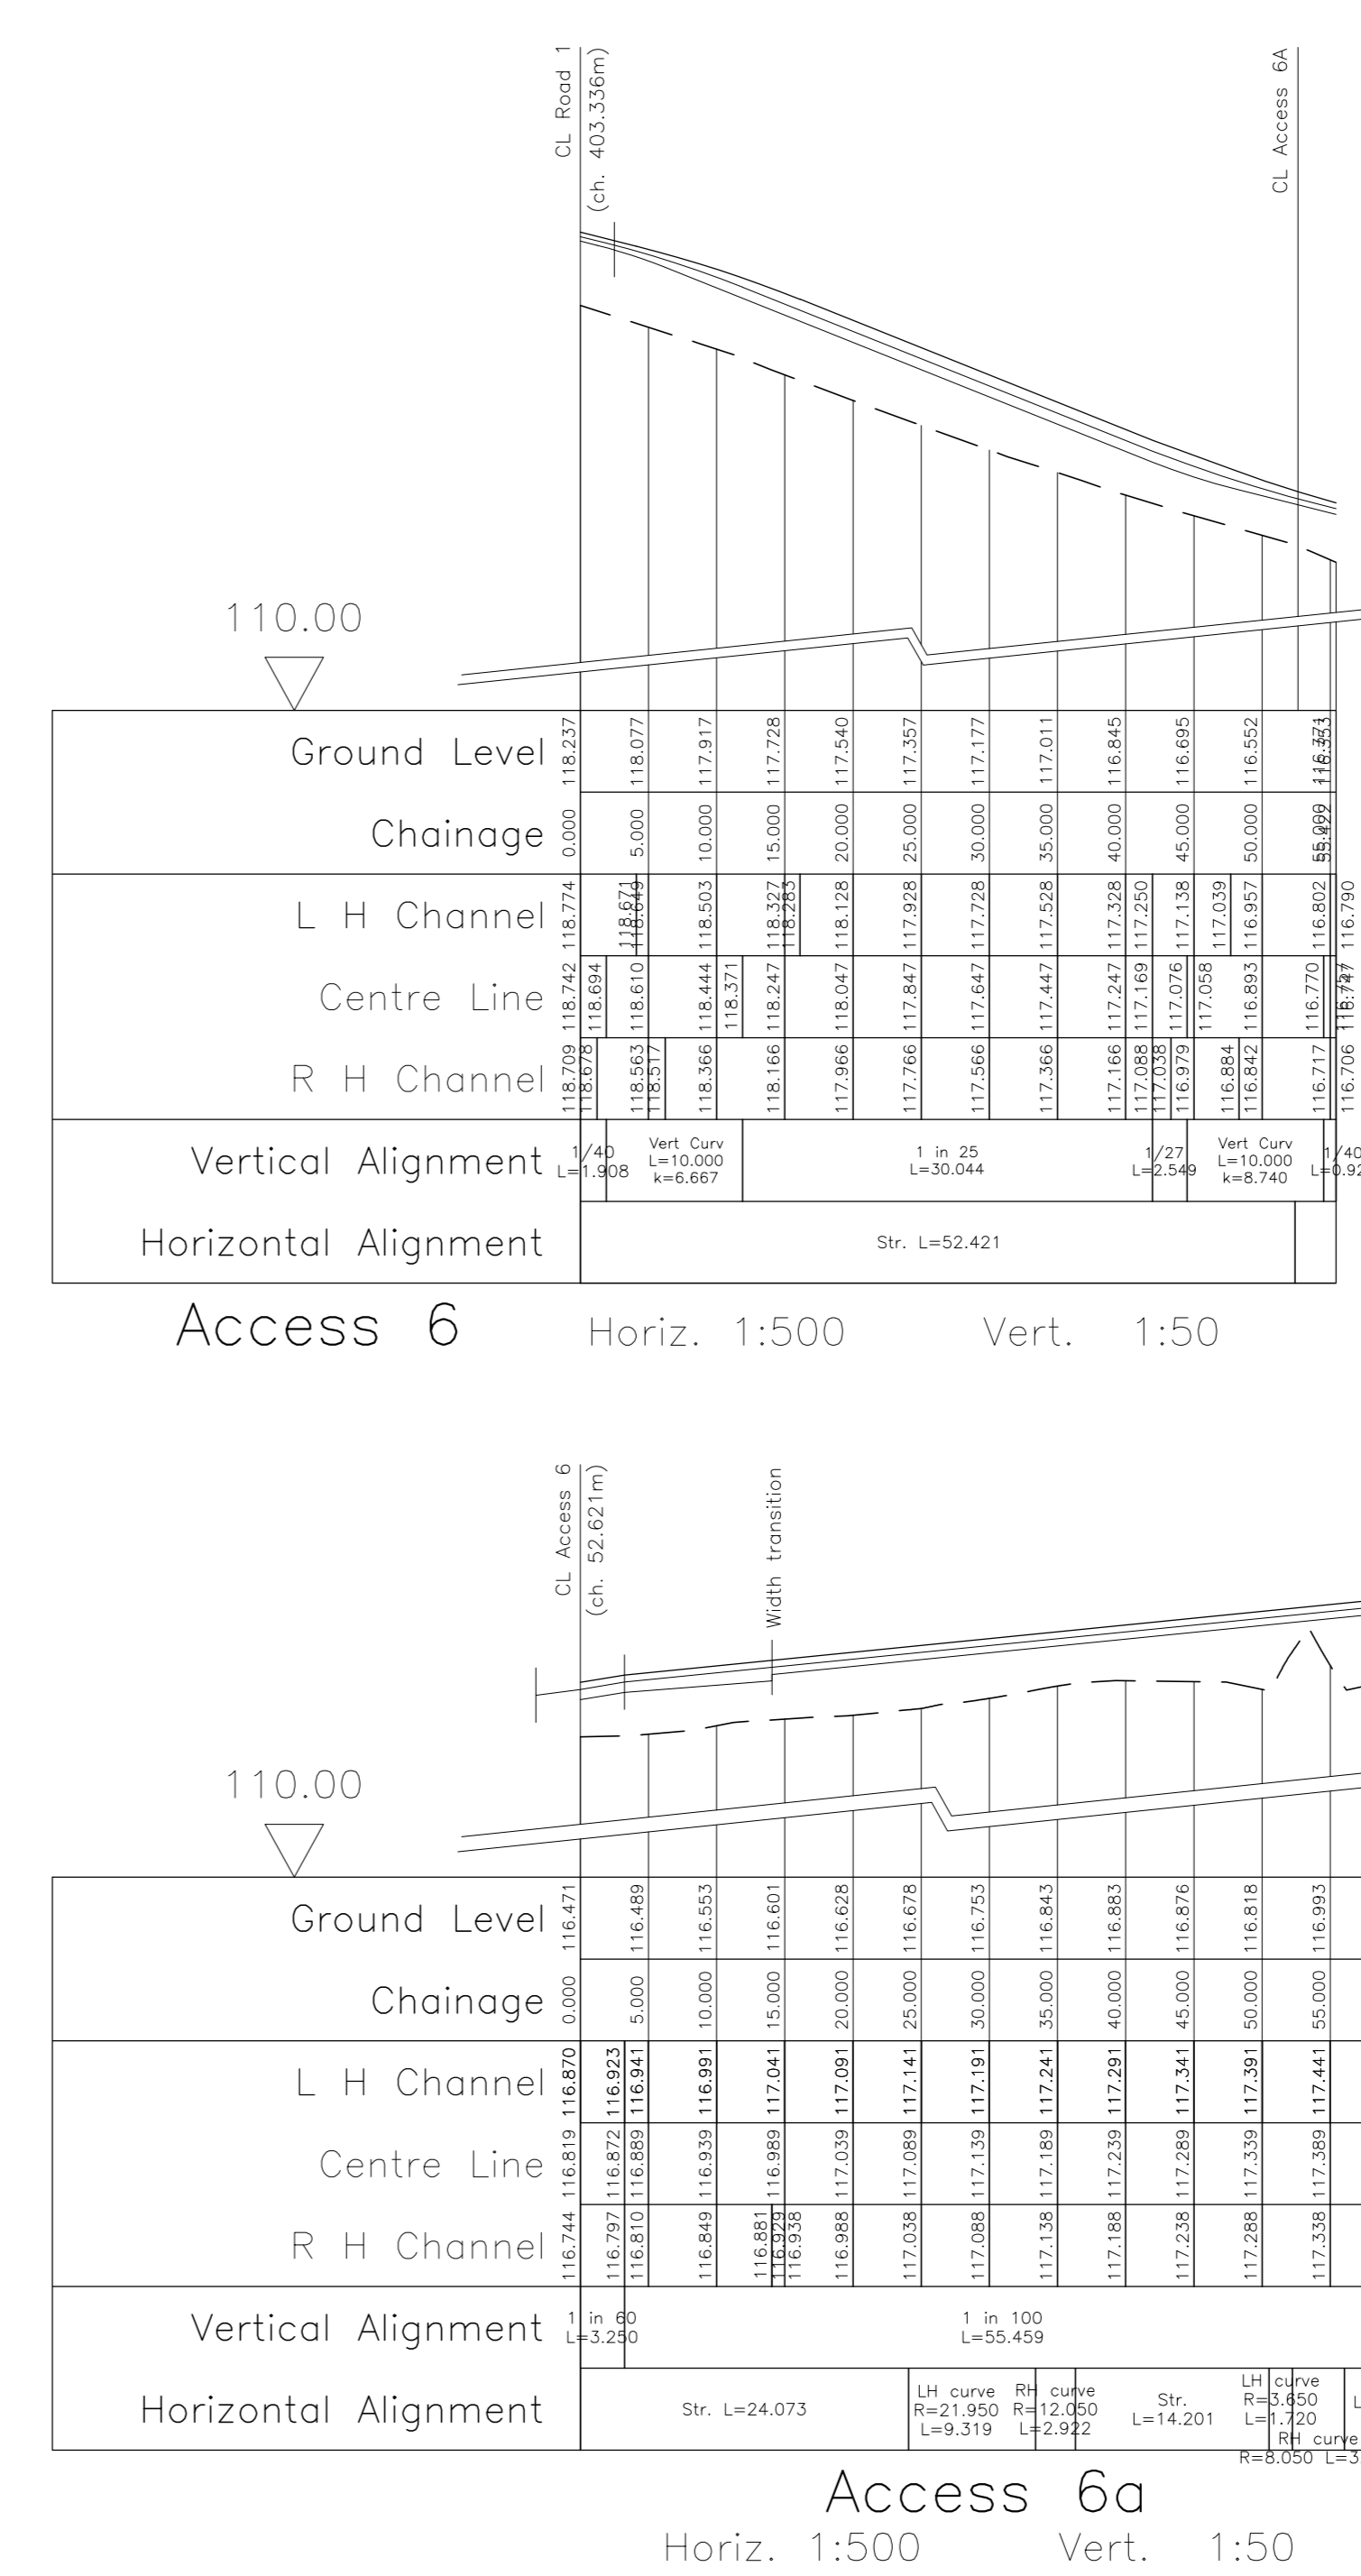 CL Road 1
(ch. 403.336m)
CL Access 6A
110.00
Ground Level 118.237 118.077 117.917 117.728 117.540 117.357 117.177 117.011 116.845 116.695 116.552
Chainage 0.000 5.000 10.000 15.000 20.000 25.000 30.000 35.000 40.000 45.000 50.000 55.000 55.422
L H Channel 118.774 118.671 118.649 118.503 118.327 118.283 118.128 117.928 117.728 117.528 117.328 117.250 117.138 117.039 116.957 116.802 116.790
Centre Line 118.742 118.694 118.610 118.444 118.371 118.247 118.047 117.847 117.647 117.447 117.247 117.169 117.076 117.058 116.893 116.770 116.747
R H Channel 118.709 118.678 118.563 118.517 118.366 118.166 117.966 117.766 117.566 117.366 117.166 117.088 117.038 116.979 116.884 116.842 116.717 116.706
Vertical Alignment
1/40
L=1.908
Vert Curv
L=10.000
k=6.667
1 in 25
L=30.044
1/27
L=2.549
Vert Curv
L=10.000
k=8.740
1/40
L=0.92
Horizontal Alignment Str. L=52.421
Access 6 Horiz. 1:500 Vert. 1:50
CL Access 6
(ch. 52.621m)
Width transition
110.00
Ground Level 116.471 116.489 116.553 116.601 116.628 116.678 116.753 116.843 116.883 116.876 116.818 116.993
Chainage 0.000 5.000 10.000 15.000 20.000 25.000 30.000 35.000 40.000 45.000 50.000 55.000
L H Channel 116.870 116.923 116.941 116.991 117.041 117.091 117.141 117.191 117.241 117.291 117.341 117.391 117.441
Centre Line 116.819 116.872 116.889 116.939 116.989 117.039 117.089 117.139 117.189 117.239 117.289 117.339 117.389
R H Channel 116.744 116.797 116.810 116.849 116.881 116.929 116.938 116.988 117.038 117.088 117.138 117.188 117.238 117.288 117.338
Vertical Alignment
1 in 60
L=3.250
1 in 100
L=55.459
Horizontal Alignment
Str. L=24.073
LH curve
R=21.950
L=9.319
RH curve
R=12.050
L=2.922
Str.
L=14.201
LH curve
R=3.650
L=1.720
RH curve
R=8.050 L=3
L
Access 6a
Horiz. 1:500 Vert. 1:50